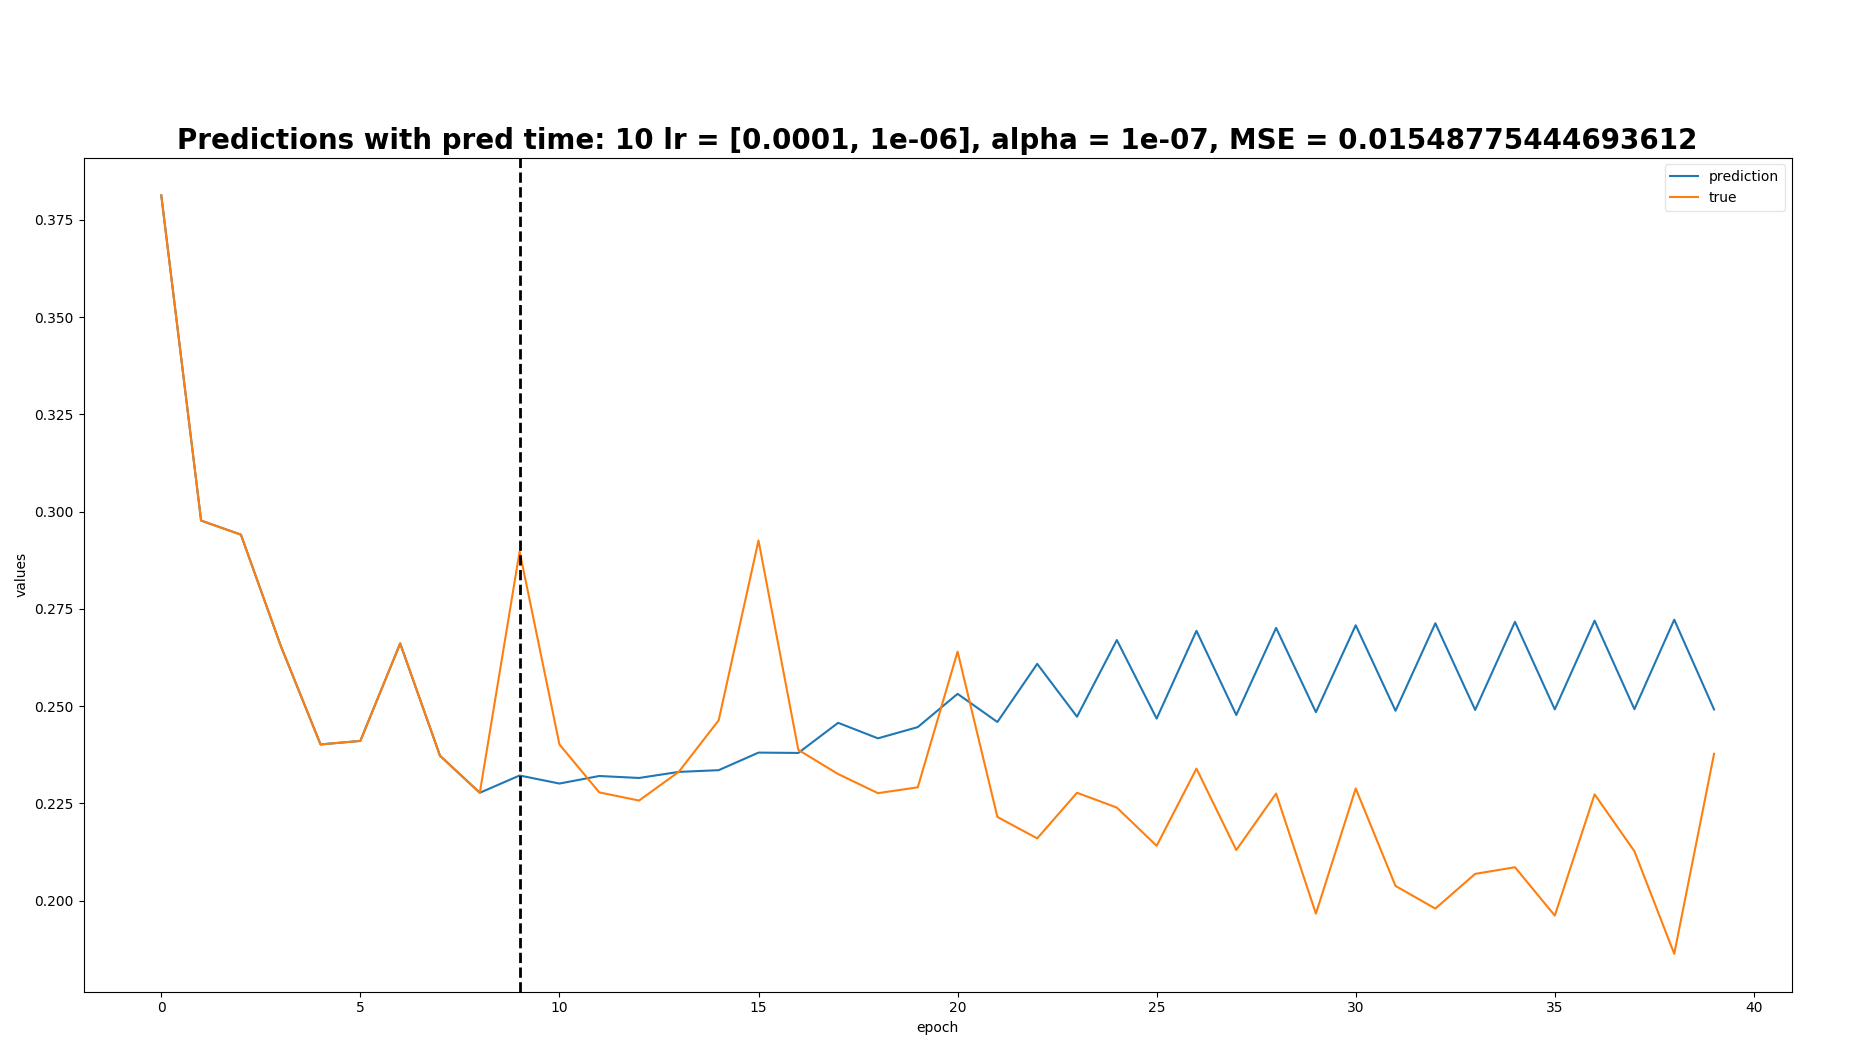 Predictions with pred time: 10 lr = [0.0001, 1e-06], alpha = 1e-07, MSE = 0.01548775444693612
prediction
true
0.375
0.350
0.325
0.300
0.275
0.250
0.225
0.200
values
0 5 10 15 20 25 30 35 40
epoch